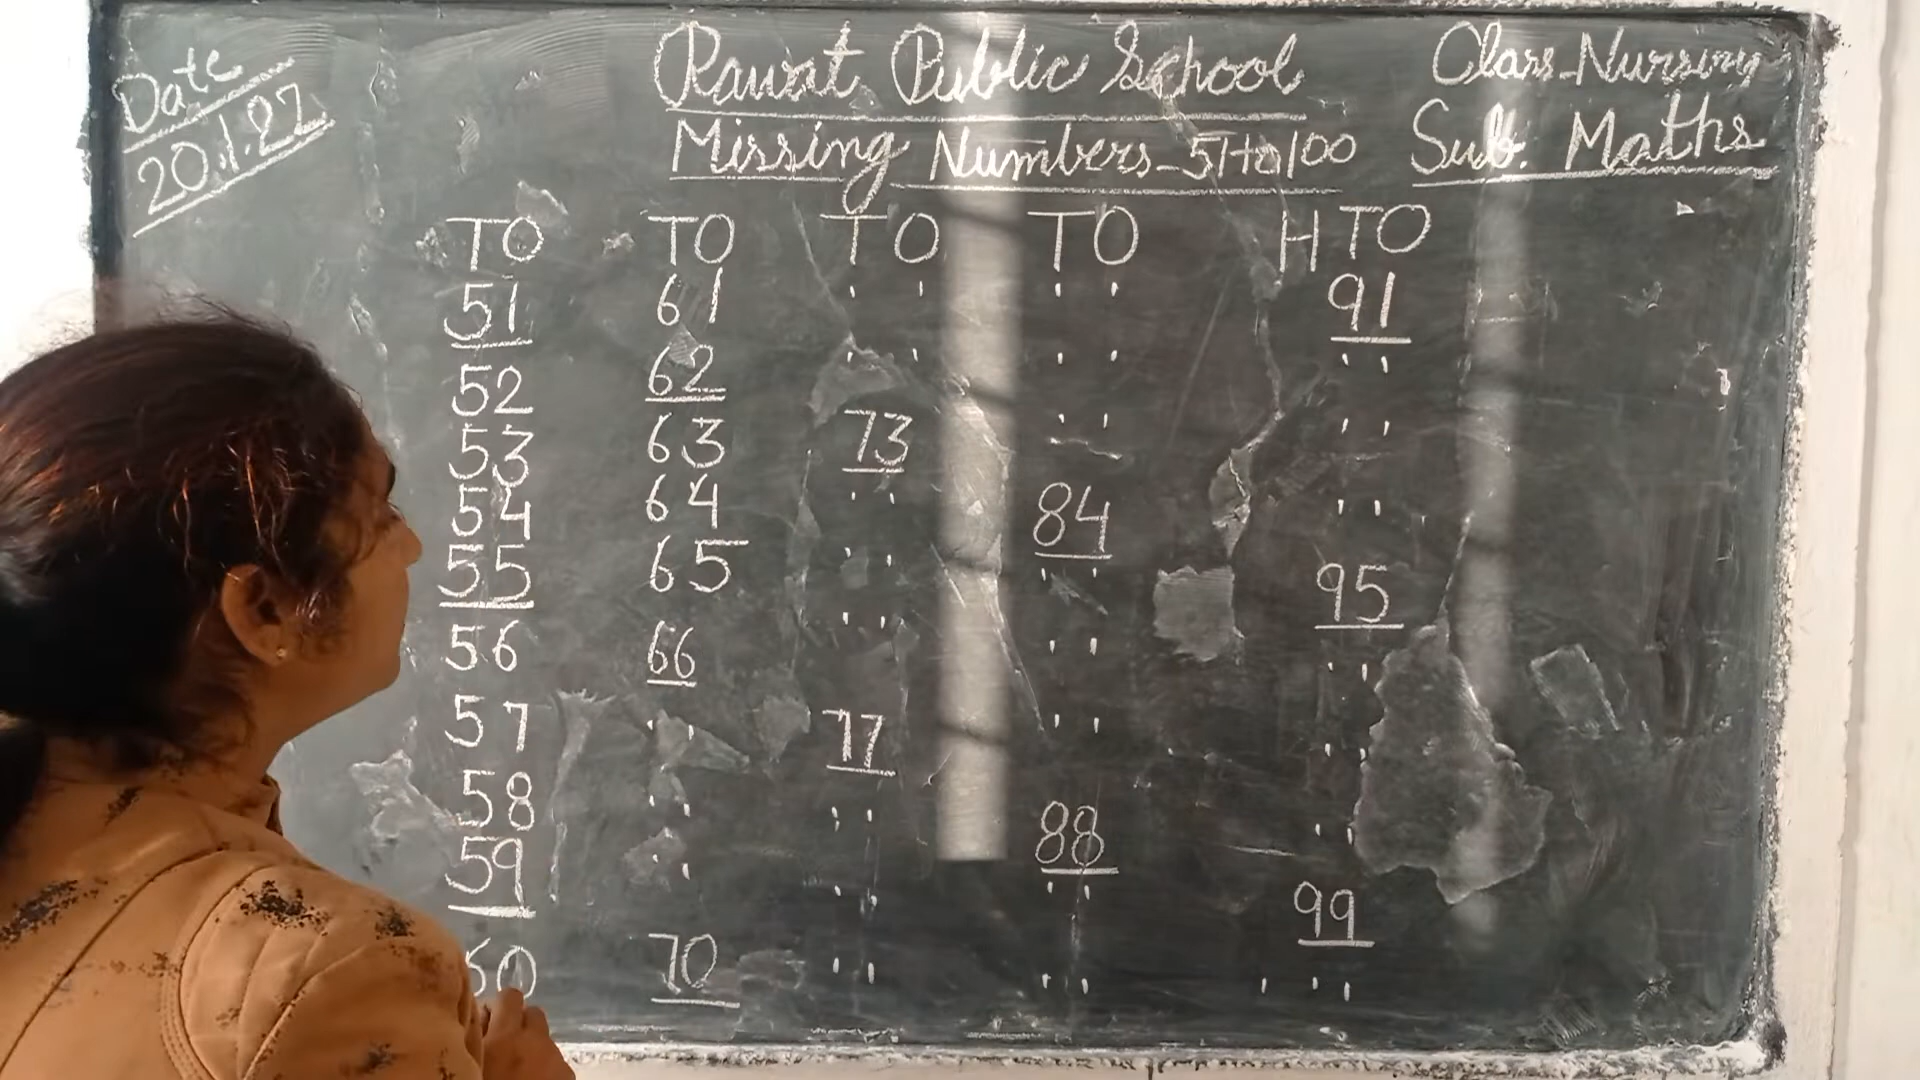 Date
20.1.27
Rawat Public School
Missing Numbers - 51 to 100
Class - Nursing
Sub. Maths
TO TO TO TO HTO
51 61 91
52 62
53 63 73
54 64 84
55 65 95
56 66
57 77
58 88
59 99
60 70